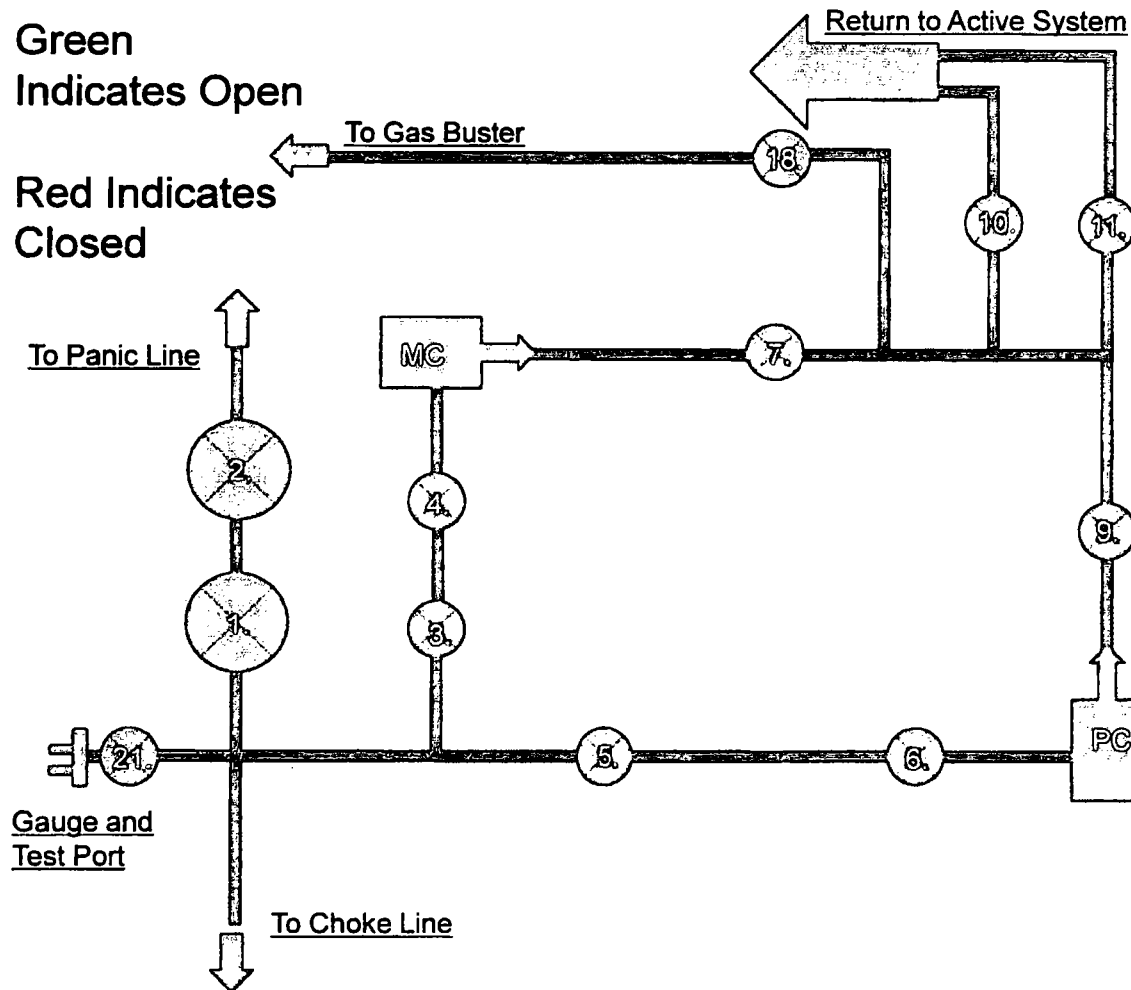 Green
Indicates Open
Return to Active System
To Gas Buster
18.
Red Indicates
Closed
10.
11.
To Panic Line
MC
7.
2.
4.
9.
1.
3.
21.
5.
6.
PC
Gauge and
Test Port
To Choke Line